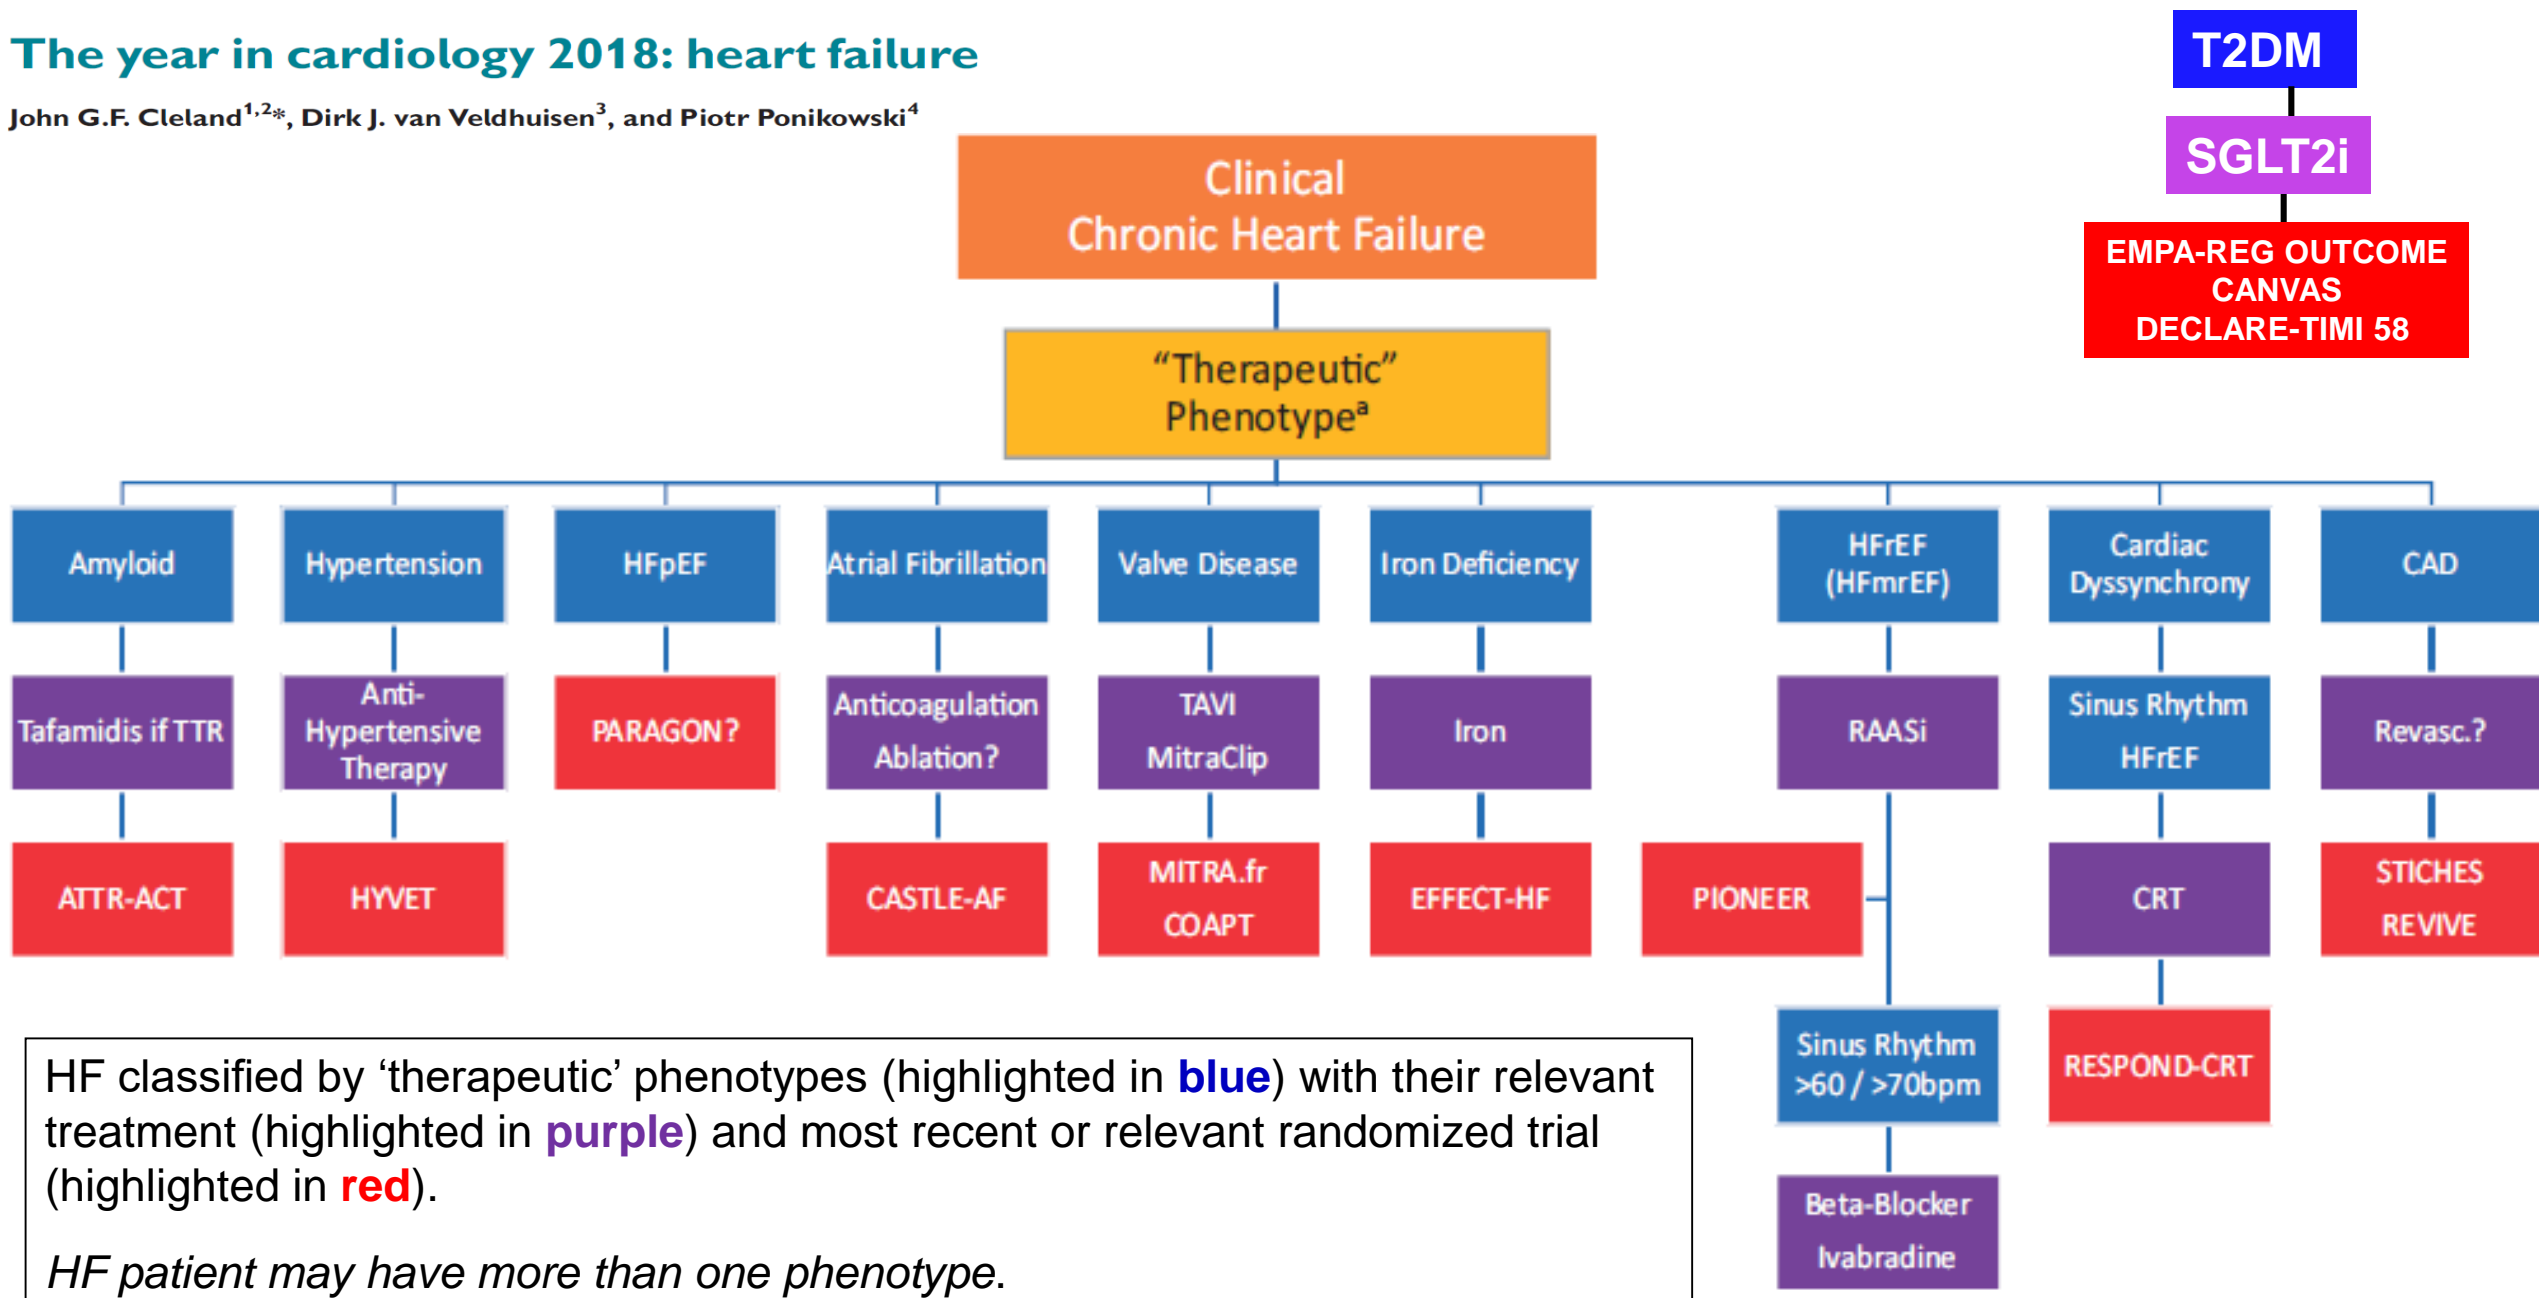 The year in cardiology 2018: heart failure
John G.F. Cleland1,2*, Dirk J. van Veldhuisen3, and Piotr Ponikowski4
T2DM
SGLT2i
EMPA-REG OUTCOME
CANVAS
DECLARE-TIMI 58
Clinical
Chronic Heart Failure
“Therapeutic”
Phenotypea
Amyloid
Hypertension
HFpEF
Atrial Fibrillation
Valve Disease
Iron Deficiency
HFrEF
(HFmrEF)
Cardiac
Dyssynchrony
CAD
Tafamidis if TTR
Anti-
Hypertensive
Therapy
PARAGON?
Anticoagulation
Ablation?
TAVI
MitraClip
Iron
RAASi
Sinus Rhythm
HFrEF
Revasc.?
ATTR-ACT
HYVET
CASTLE-AF
MITRA.fr
COAPT
EFFECT-HF
PIONEER
CRT
STICHES
REVIVE
Sinus Rhythm
>60 / >70bpm
RESPOND-CRT
Beta-Blocker
Ivabradine
HF classified by ‘therapeutic’ phenotypes (highlighted in blue) with their relevant
treatment (highlighted in purple) and most recent or relevant randomized trial
(highlighted in red).
HF patient may have more than one phenotype.